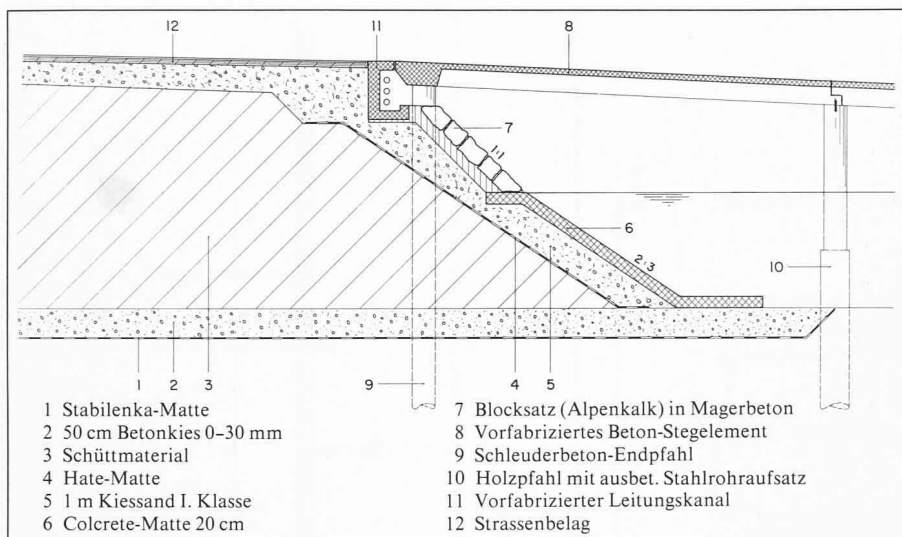 12
11
8
7
1:1
6
2:3
10
1
2
3
9
4
5
1 Stabilenka-Matte
2 50 cm Betonkies 0–30 mm
3 Schüttmaterial
4 Hate-Matte
5 1 m Kiessand I. Klasse
6 Colcrete-Matte 20 cm
7 Blocksatz (Alpenkalk) in Magerbeton
8 Vorfabriziertes Beton-Stegelement
9 Schleuderbeton-Endpfahl
10 Holzpfahl mit ausbet. Stahlrohraufsatz
11 Vorfabrizierter Leitungskanal
12 Strassenbelag